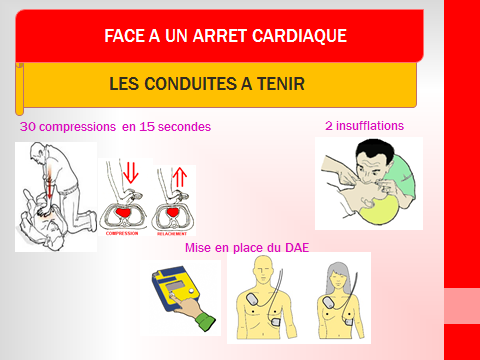 FACE A UN ARRET CARDIAQUE
LES CONDUITES A TENIR
30 compressions en 15 secondes
2 insufflations
COMPRESSION
RELACHEMENT
Mise en place du DAE